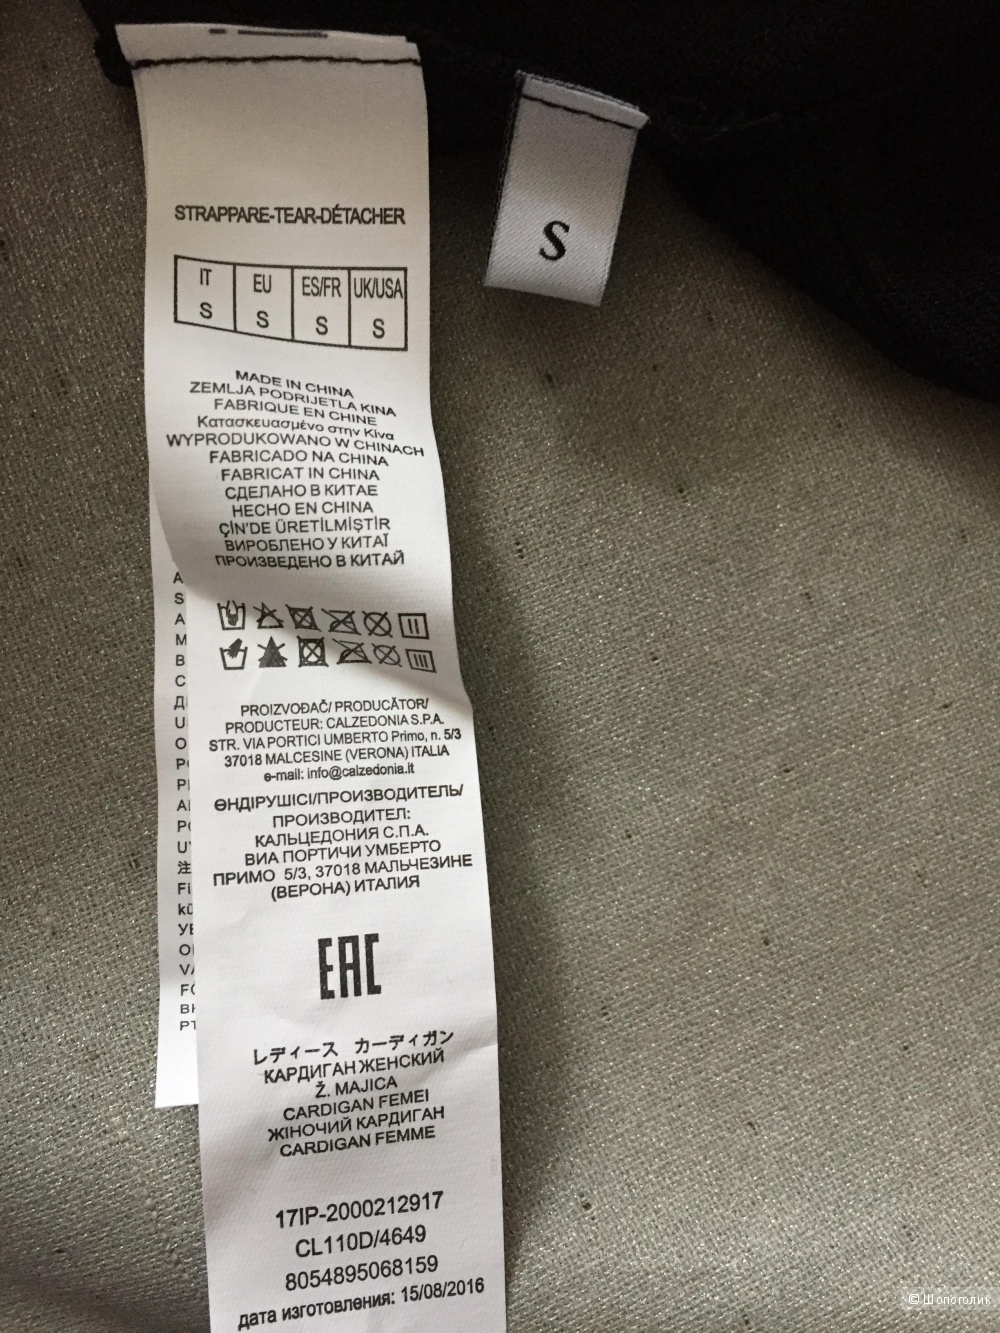 STRAPPARE-TEAR-DÉTACHER
IT EU ES/FR UK/USA
S S S S
S
MADE IN CHINA
ZEMLJA PODRIJETLA KINA
FABRIQUE EN CHINE
Κατασκευασμένο στην Κίνα
WYPRODUKOWANO W CHINACH
FABRICADO NA CHINA
FABRICAT IN CHINA
СДЕЛАНО В КИТАЕ
HECHO EN CHINA
ÇİN'DE ÜRETİLMİŞTİR
ВИРОБЛЕНО У КИТАЇ
ПРОИЗВЕДЕНО В КИТАЙ
PROIZVOĐAČ/ PRODUCĂTOR/
PRODUCTEUR: CALZEDONIA S.P.A.
STR. VIA PORTICI UMBERTO Primo, n. 5/3
37018 MALCESINE (VERONA) ITALIA
e-mail: info@calzedonia.it
ӨНДІРУШІСІ/ПРОИЗВОДИТЕЛЬ/
ПРОИЗВОДИТЕЛ:
КАЛЬЦЕДОНИЯ С.П.А.
ВИА ПОРТИЧИ УМБЕРТО
ПРИМО 5/3, 37018 МАЛЬЧЕЗИНЕ
(ВЕРОНА) ИТАЛИЯ
EAC
レディース カーディガン
КАРДИГАН ЖЕНСКИЙ
Ž. MAJICA
CARDIGAN FEMEI
ЖІНОЧИЙ КАРДИГАН
CARDIGAN FEMME
17IP-2000212917
CL110D/4649
8054895068159
дата изготовления: 15/08/2016
© Шопоголик